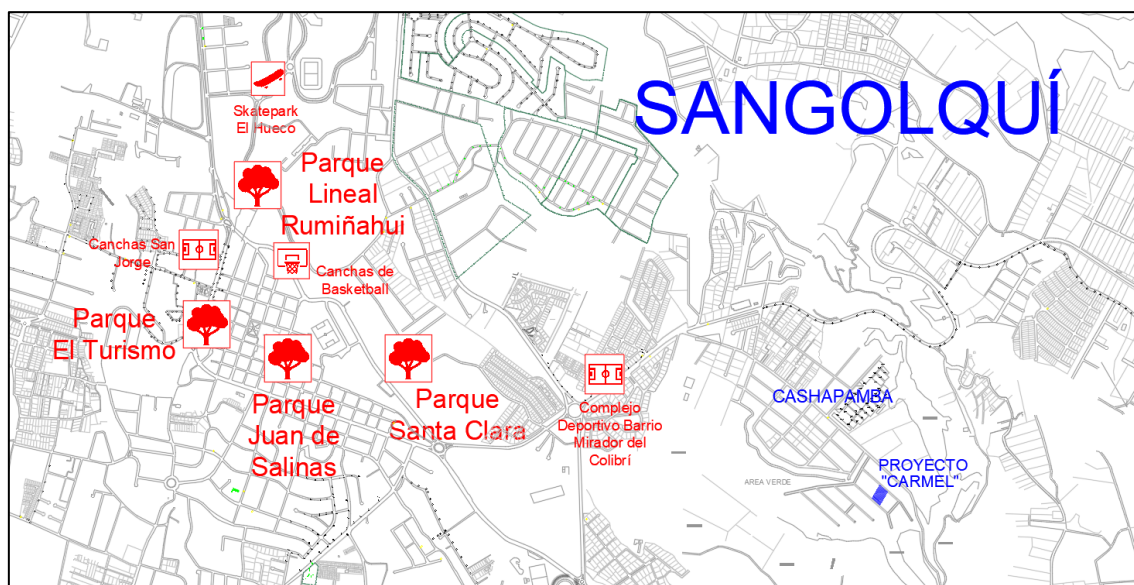 SANGOLQUÍ
Skatepark
El Hueco
Parque
Lineal
Rumiñahui
Canchas San
Jorge
Canchas de
Basketball
Parque
El Turismo
Parque
Juan de
Salinas
Parque
Santa Clara
Complejo
Deportivo Barrio
Mirador del
Colibrí
CASHAPAMBA
PROYECTO
"CARMEL"
AREA VERDE